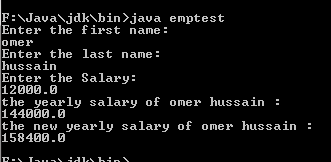 F:\Java\jdk\bin>java emptest
Enter the first name:
omer
Enter the last name:
hussain
Enter the Salary:
12000.0
the yearly salary of omer hussain :
144000.0
the new yearly salary of omer hussain :
158400.0
F:\Java\jdk\bin>